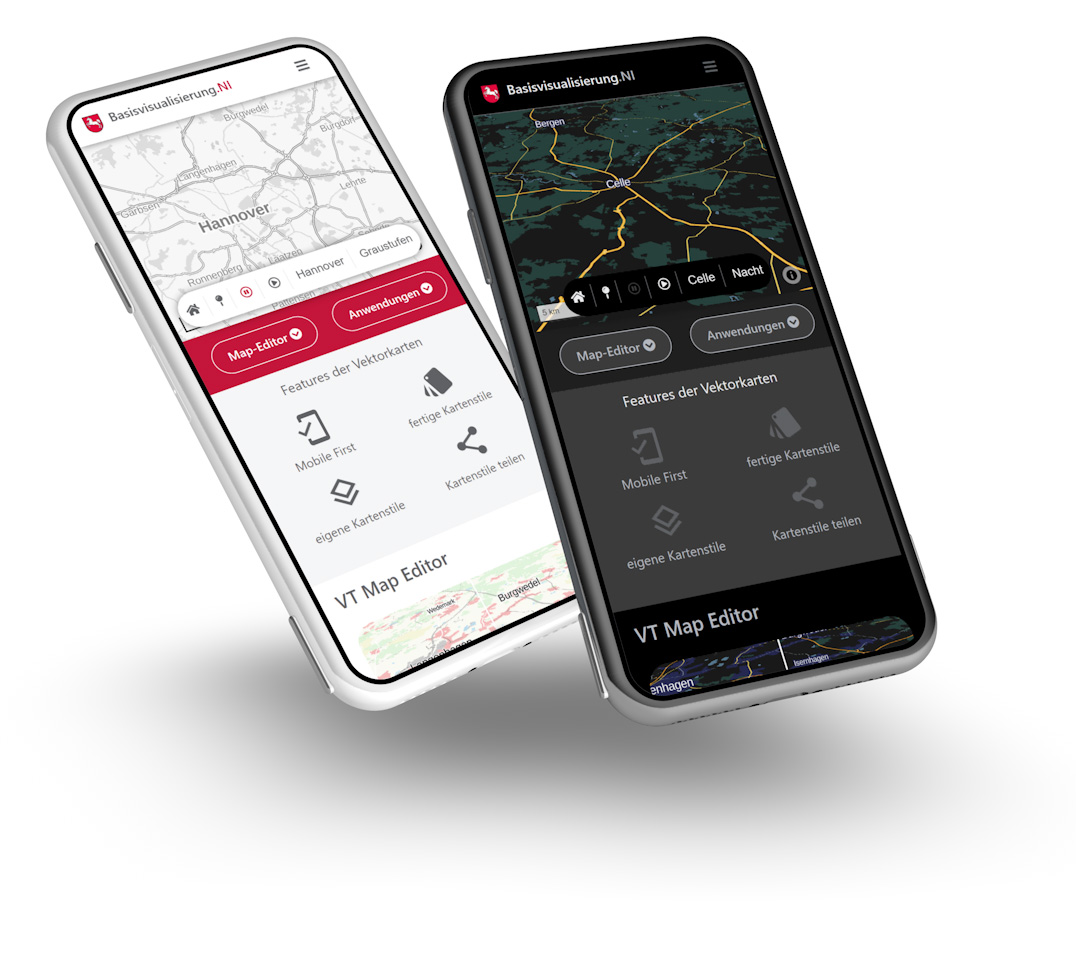 Basisvisualisierung.NI
Burgwedel
Burgdorf
Langenhagen
Lehrte
Garbsen
Hannover
Laatzen
Ronnenberg
Pattensen
Hannover
Graustufen
Map-Editor
Anwendungen
Features der Vektorkarten
Mobile First
fertige Kartenstile
eigene Kartenstile
Kartenstile teilen
VT Map Editor
Wedemark
Burgwedel
Langenhagen
Basisvisualisierung.NI
Bergen
Celle
5 km
Celle
Nacht
Map-Editor
Anwendungen
Features der Vektorkarten
Mobile First
fertige Kartenstile
eigene Kartenstile
Kartenstile teilen
VT Map Editor
Isernhagen
enhagen